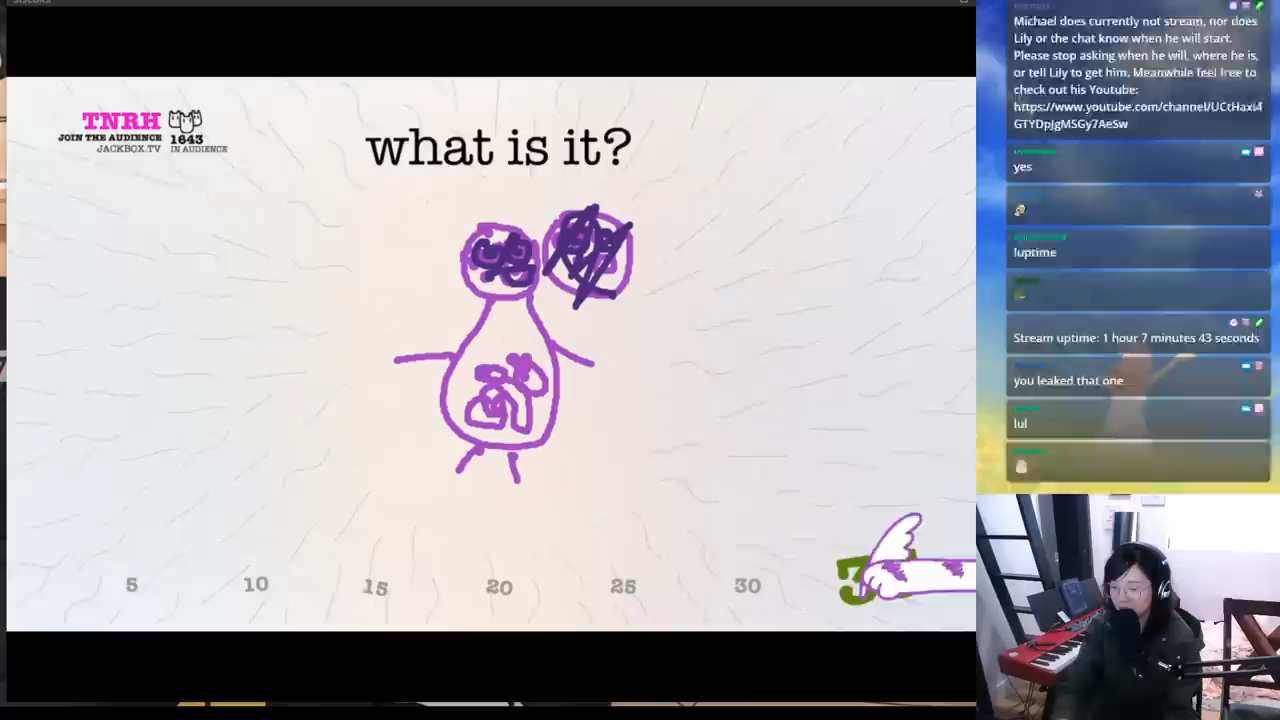 TNRH
JOIN THE AUDIENCE
JACKBOX.TV
1643
IN AUDIENCE
what is it?
5
10
15
20
25
30
3
Michael does currently not stream, nor does
Lily or the chat know when he will start.
Please stop asking when he will, where he is,
or tell Lily to get him. Meanwhile feel free to
check out his Youtube:
https://www.youtube.com/channel/UCtHaxi4
GTYDpjgMSGy7AeSw
yes
luptime
Stream uptime: 1 hour 7 minutes 43 seconds
you leaked that one
lul